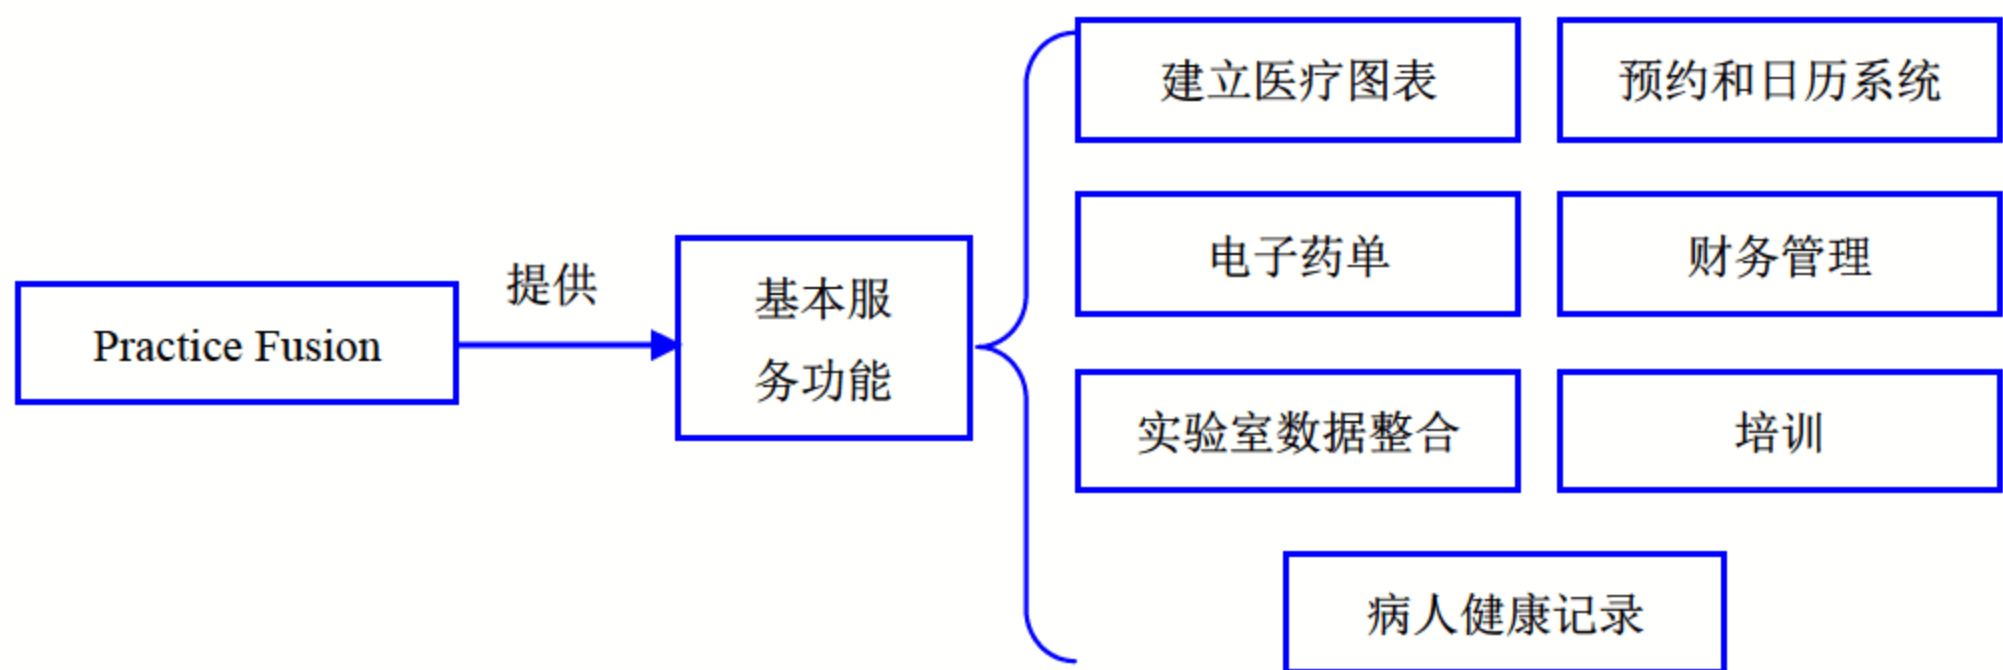 Practice Fusion
提供
基本服
务功能
建立医疗图表
预约和日历系统
电子药单
财务管理
实验室数据整合
培训
病人健康记录